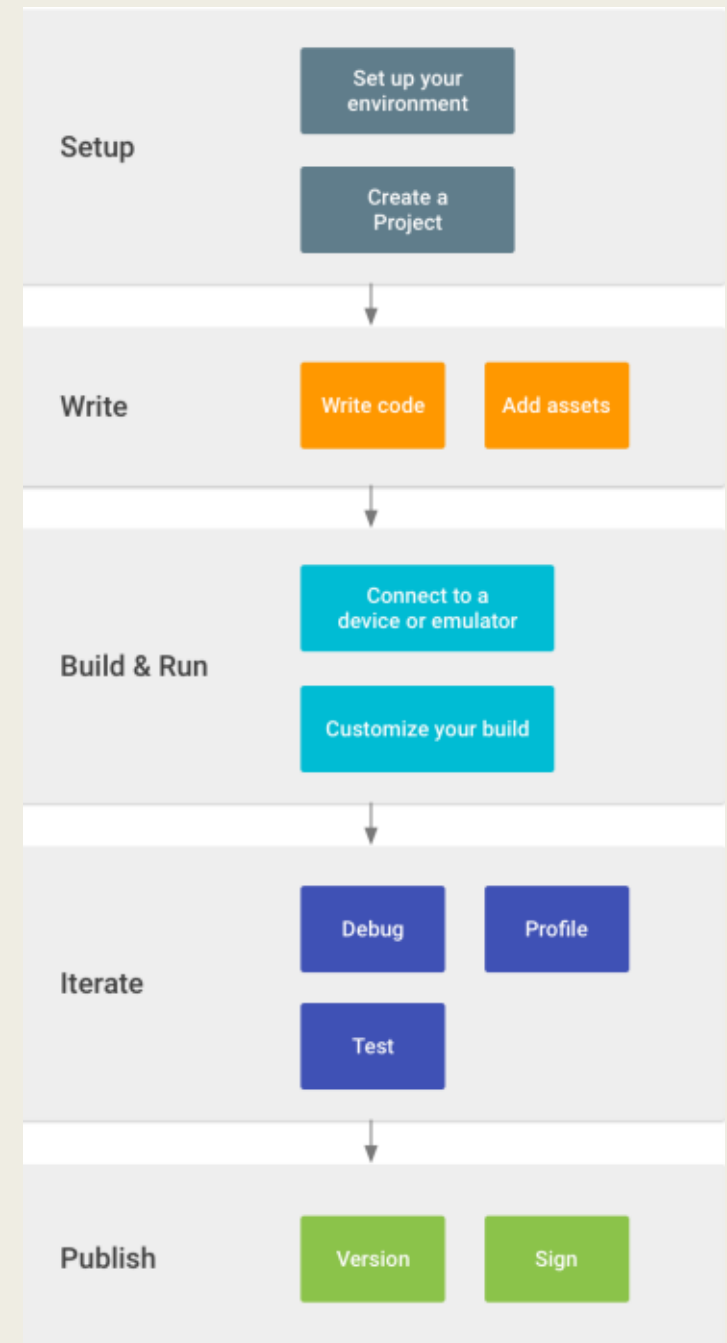 Setup
Set up your
environment
Create a
Project
Write
Write code
Add assets
Build & Run
Connect to a
device or emulator
Customize your build
Iterate
Debug
Profile
Test
Publish
Version
Sign